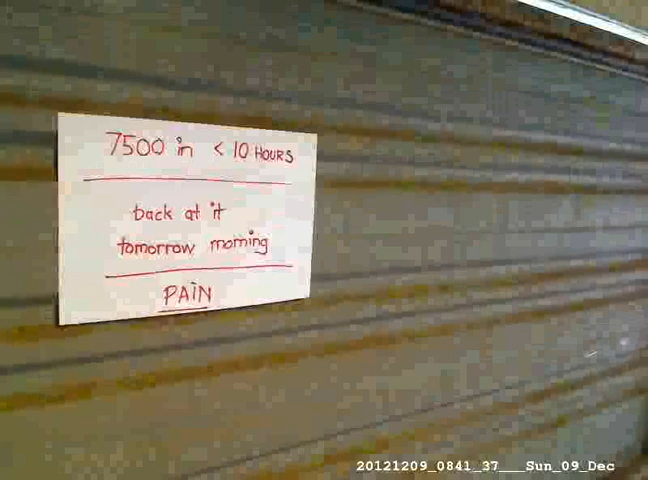 7500 in < 10 HOURS
back at it
tomorrow morning
PAIN
20121209_0841_37___Sun_09_Dec